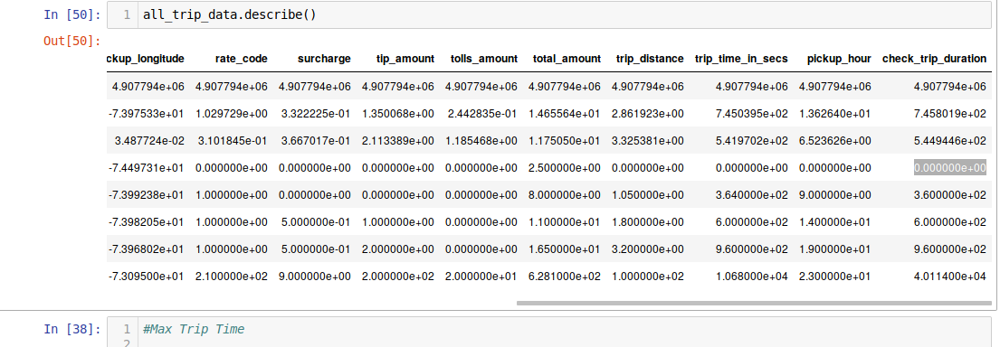 In [50]: 1 all_trip_data.describe()
Out[50]:
ckup_longitude rate_code surcharge tip_amount tolls_amount total_amount trip_distance trip_time_in_secs pickup_hour check_trip_duration
4.907794e+06 4.907794e+06 4.907794e+06 4.907794e+06 4.907794e+06 4.907794e+06 4.907794e+06 4.907794e+06 4.907794e+06 4.907794e+06
-7.397533e+01 1.029729e+00 3.322225e-01 1.350068e+00 2.442835e-01 1.465564e+01 2.861923e+00 7.450395e+02 1.362640e+01 7.458019e+02
3.487724e-02 3.101845e-01 3.667017e-01 2.113389e+00 1.185468e+00 1.175050e+01 3.325381e+00 5.419702e+02 6.523626e+00 5.449446e+02
-7.449731e+01 0.000000e+00 0.000000e+00 0.000000e+00 0.000000e+00 2.500000e+00 0.000000e+00 0.000000e+00 0.000000e+00 0.000000e+00
-7.399238e+01 1.000000e+00 0.000000e+00 0.000000e+00 0.000000e+00 8.000000e+00 1.050000e+00 3.640000e+02 9.000000e+00 3.600000e+02
-7.398205e+01 1.000000e+00 5.000000e-01 1.000000e+00 0.000000e+00 1.100000e+01 1.800000e+00 6.000000e+02 1.400000e+01 6.000000e+02
-7.396802e+01 1.000000e+00 5.000000e-01 2.000000e+00 0.000000e+00 1.650000e+01 3.200000e+00 9.600000e+02 1.900000e+01 9.600000e+02
-7.309500e+01 2.100000e+02 9.000000e+00 2.000000e+02 2.000000e+01 6.281000e+02 1.000000e+02 1.068000e+04 2.300000e+01 4.011400e+04
In [38]: 1 #Max Trip Time
2